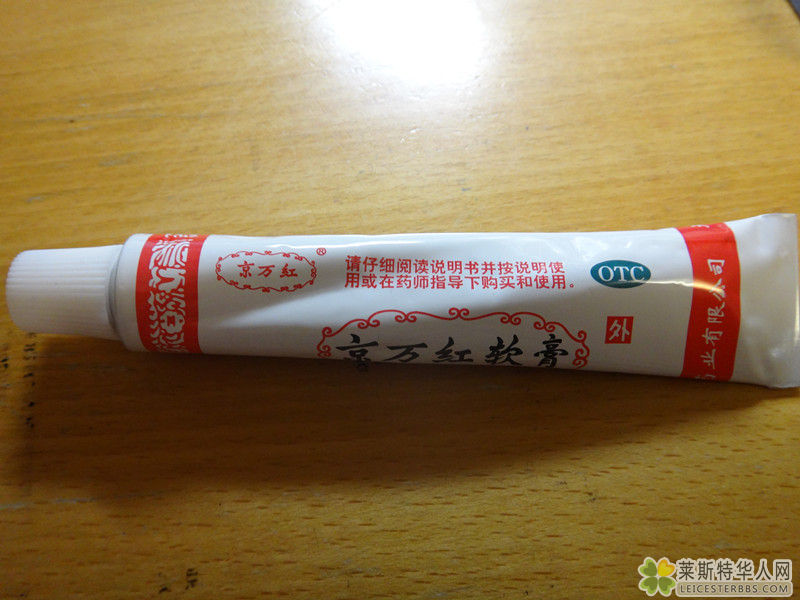 京万红®
请仔细阅读说明书并按说明使
用或在药师指导下购买和使用。
OTC
外
京万红软膏
业有限公司
莱斯特华人网
LEICESTERBBS.COM